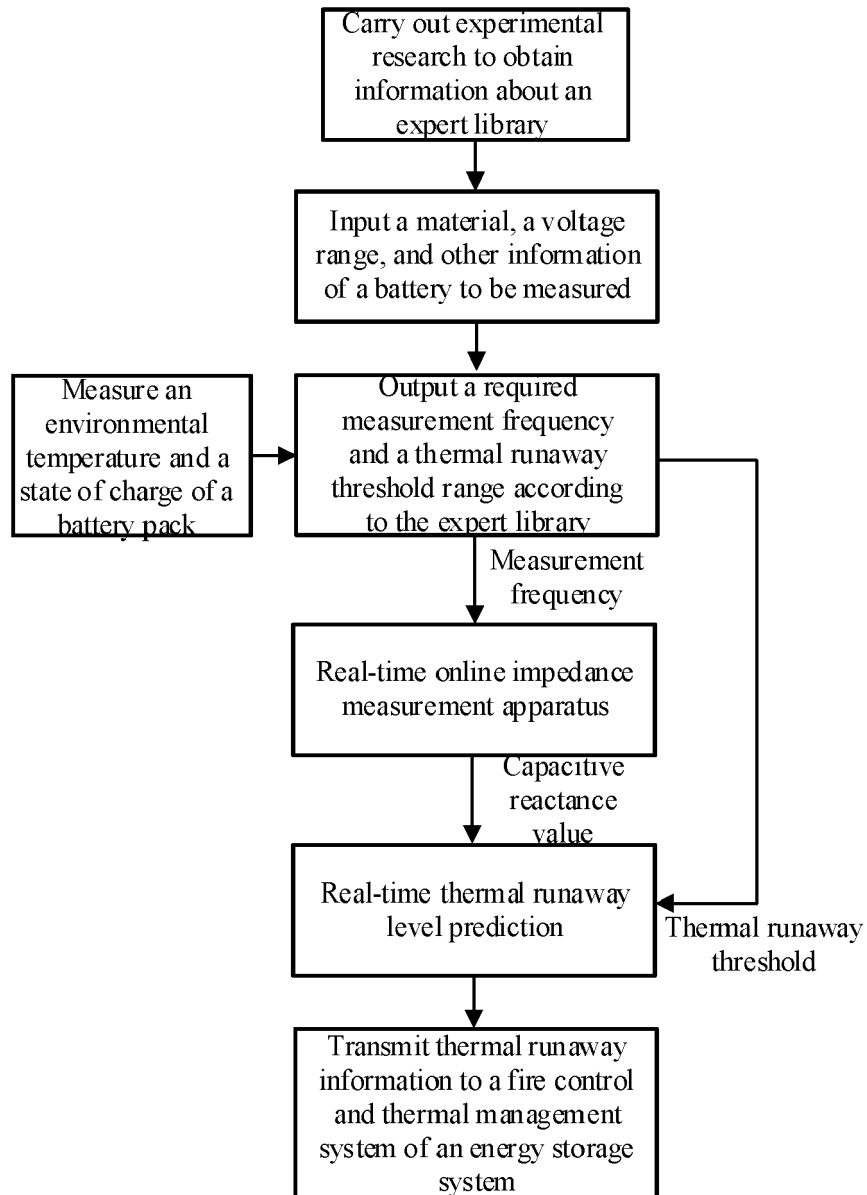 Carry out experimental
research to obtain
information about an
expert library
Input a material, a voltage
range, and other information
of a battery to be measured
Measure an
environmental
temperature and a
state of charge of a
battery pack
Output a required
measurement frequency
and a thermal runaway
threshold range according
to the expert library
Measurement
frequency
Real-time online impedance
measurement apparatus
Capacitive
reactance
value
Real-time thermal runaway
level prediction
Thermal runaway
threshold
Transmit thermal runaway
information to a fire control
and thermal management
system of an energy storage
system